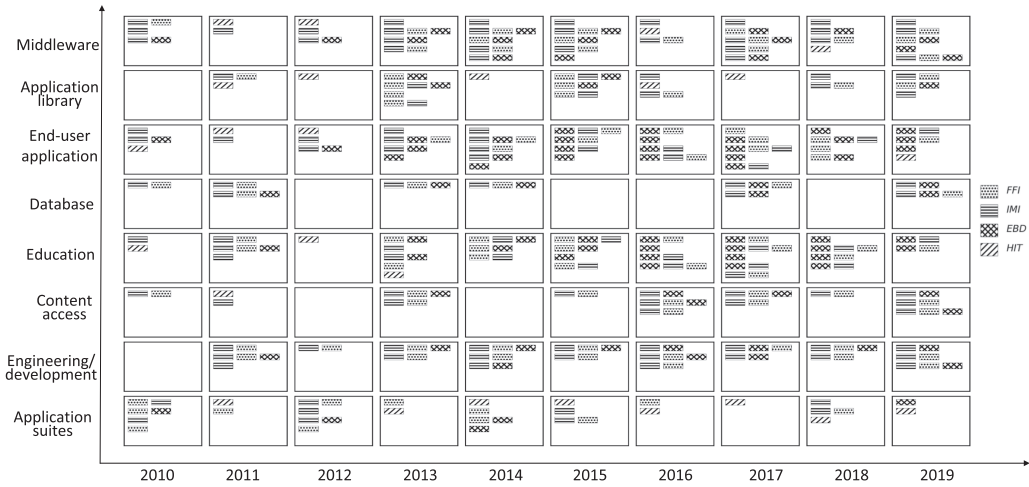 Middleware
Application
library
End-user
application
Database
Education
Content
access
Engineering/
development
Application
suites
FFI
IMI
EBD
HIT
2010 2011 2012 2013 2014 2015 2016 2017 2018 2019